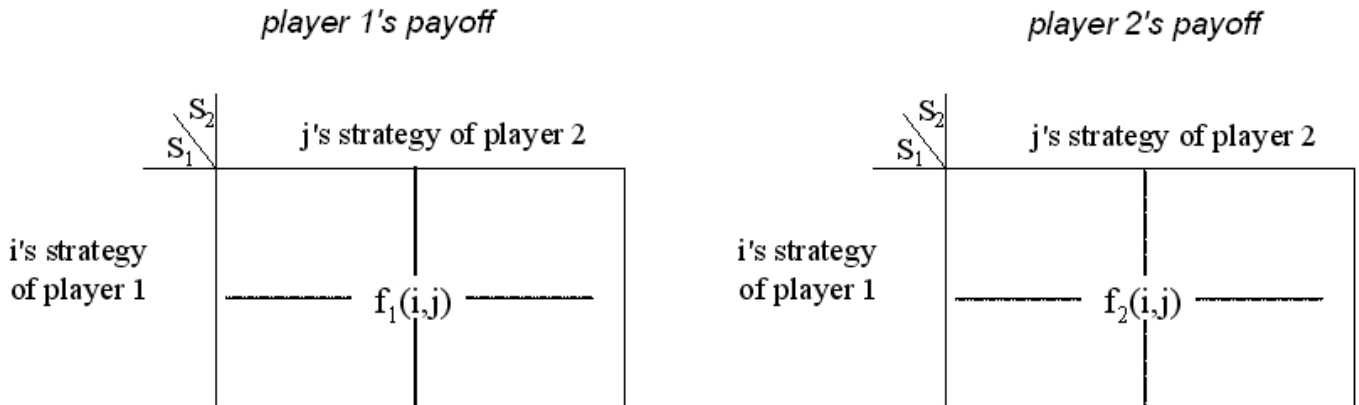 player 1's payoff
S2
S1
j's strategy of player 2
i's strategy
of player 1
f1(i,j)
player 2's payoff
S2
S1
j's strategy of player 2
i's strategy
of player 1
f2(i,j)